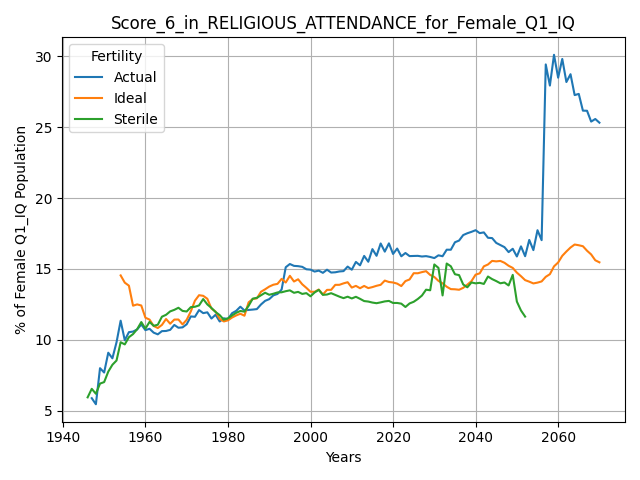 Score_6_in_RELIGIOUS_ATTENDANCE_for_Female_Q1_IQ
Fertility
Actual
Ideal
Sterile
% of Female Q1_IQ Population
30
25
20
15
10
5
1940
1960
1980
2000
2020
2040
2060
Years